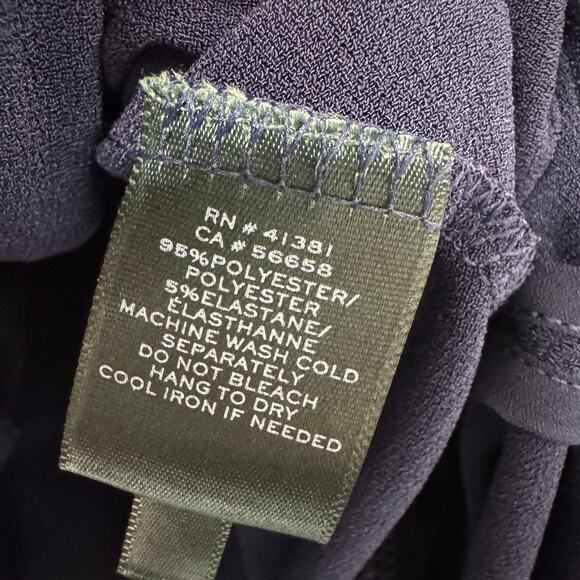 RN # 41381
CA # 56658
95%POLYESTER/
POLYESTER
5%ELASTANE/
ÉLASTHANNE
MACHINE WASH COLD
SEPARATELY
DO NOT BLEACH
HANG TO DRY
COOL IRON IF NEEDED